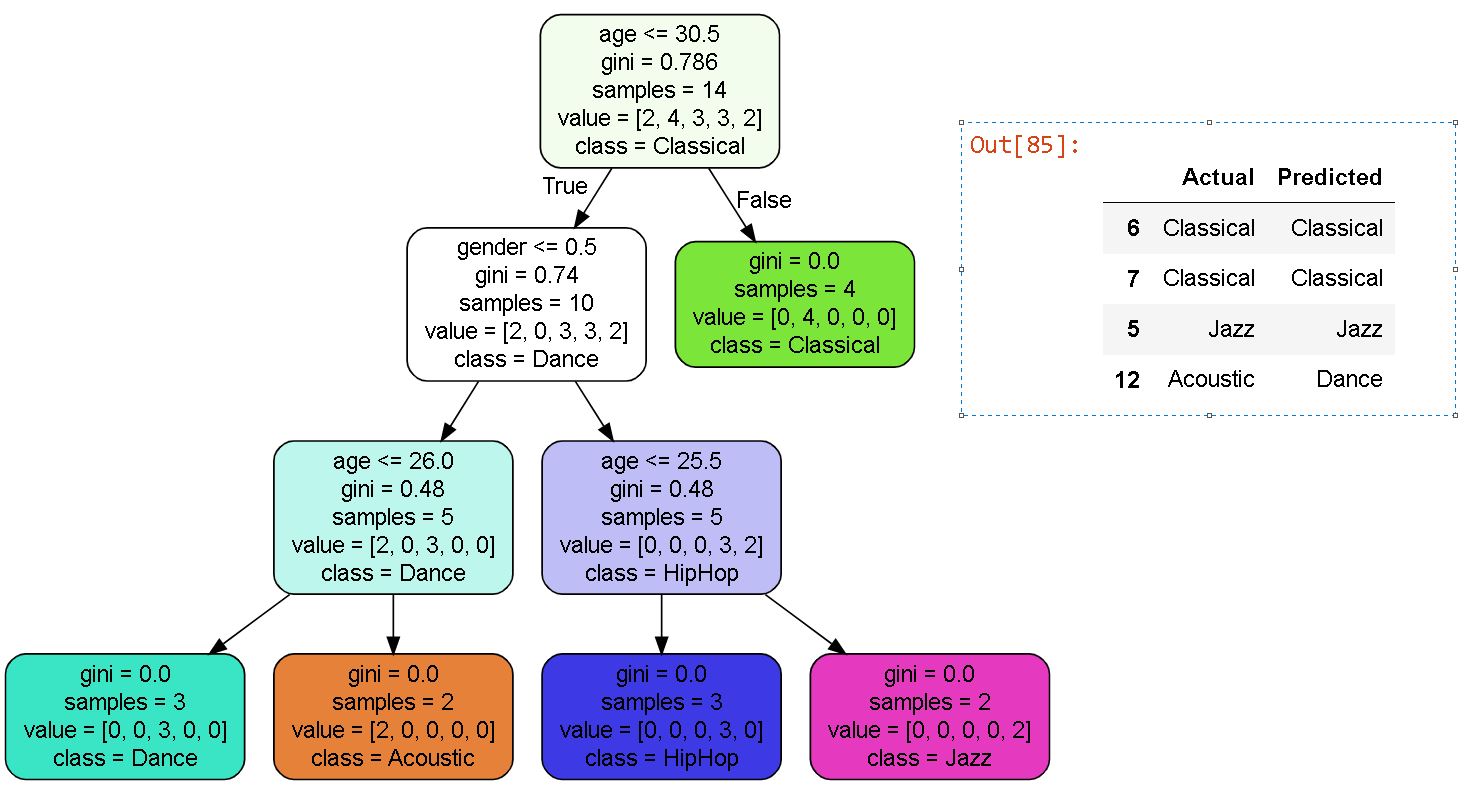 age <= 30.5
gini = 0.786
samples = 14
value = [2, 4, 3, 3, 2]
class = Classical
True
False
gender <= 0.5
gini = 0.74
samples = 10
value = [2, 0, 3, 3, 2]
class = Dance
gini = 0.0
samples = 4
value = [0, 4, 0, 0, 0]
class = Classical
age <= 26.0
gini = 0.48
samples = 5
value = [2, 0, 3, 0, 0]
class = Dance
age <= 25.5
gini = 0.48
samples = 5
value = [0, 0, 0, 3, 2]
class = HipHop
gini = 0.0
samples = 3
value = [0, 0, 3, 0, 0]
class = Dance
gini = 0.0
samples = 2
value = [2, 0, 0, 0, 0]
class = Acoustic
gini = 0.0
samples = 3
value = [0, 0, 0, 3, 0]
class = HipHop
gini = 0.0
samples = 2
value = [0, 0, 0, 0, 2]
class = Jazz
Out[85]:
Actual Predicted
6 Classical Classical
7 Classical Classical
5 Jazz Jazz
12 Acoustic Dance